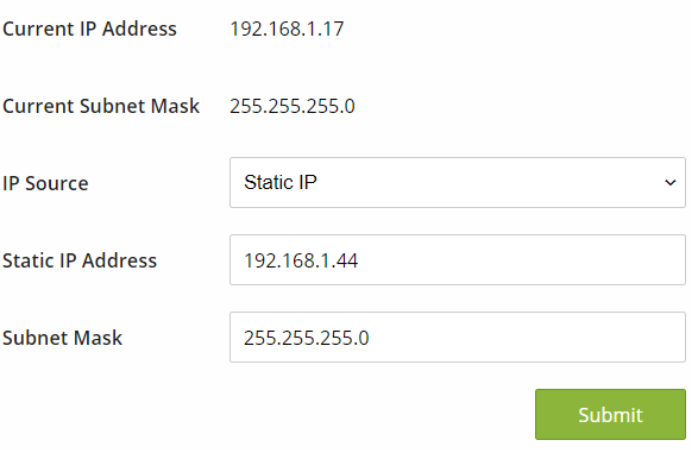 Current IP Address 192.168.1.17
Current Subnet Mask 255.255.255.0
IP Source Static IP
Static IP Address 192.168.1.44
Subnet Mask 255.255.255.0
Submit